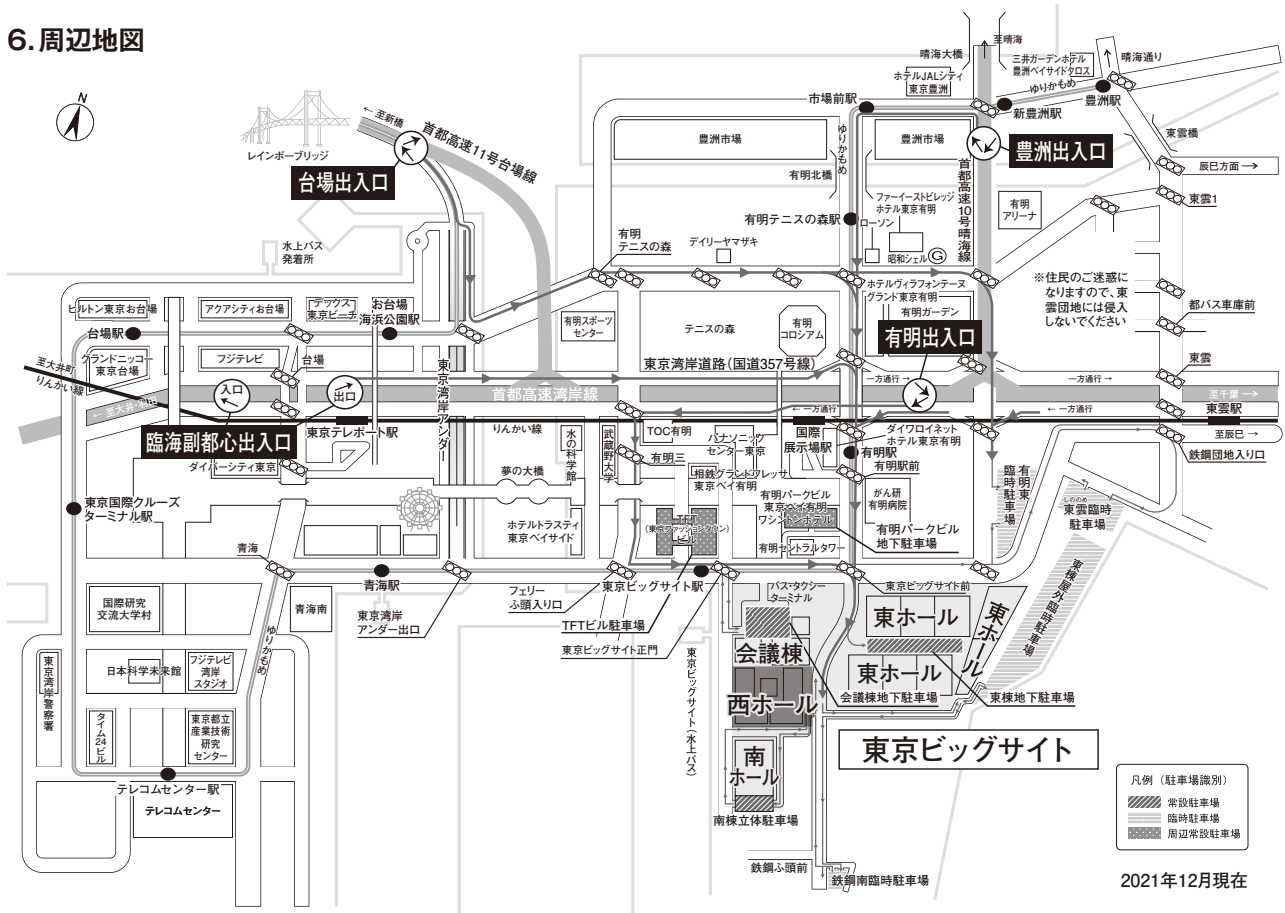 6.周辺地図
N
レインボーブリッジ
← 至新橋
首都高速11号台場線
台場出入口
水上バス
発着所
晴海大橋
至晴海
ホテルJALシティ
東京豊洲
三井ガーデンホテル
豊洲ベイサイドクロス
晴海通り
ゆりかもめ
市場前駅
新豊洲駅
豊洲駅
東雲橋
豊洲市場
ゆりかもめ
豊洲市場
豊洲出入口
辰巳方面 →
有明北橋
首都高速10号晴海線
東雲1
ファーイーストビレッジ
ホテル東京有明
有明
アリーナ
有明テニスの森駅
ローソン
有明
テニスの森
デイリーヤマザキ
昭和シェル
G
※住民のご迷惑に
なりますので、東
雲団地には侵入
しないでください
ホテルヴィラフォンテーヌ
グランド東京有明
有明ガーデン
都バス車庫前
ヒルトン東京お台場
アクアシティお台場
デックス
東京ビーチ
お台場
海浜公園駅
台場駅
有明スポーツ
センター
テニスの森
有明
コロシアム
有明出入口
グランドニッコー
東京台場
フジテレビ
台場
東京湾岸アンダー
東京湾岸道路(国道357号線)
東雲
至大井町
りんかい線
入口
出口
首都高速湾岸線
一方通行 →
一方通行 →
至千葉 →
← 一方通行
← 一方通行
東雲駅
臨海副都心出入口
東京テレポート駅
りんかい線
TOC有明
国際
展示場駅
ダイワロイネット
ホテル東京有明
至辰巳 →
鉄鋼団地入り口
ダイバーシティ東京
水の科学館
武蔵野大学
有明三
パナソニック
センター東京
有明駅
有明駅前
夢の大橋
相鉄グランドフレッサ
東京ベイ有明
がん研
有明病院
有明東
臨時駐車場
しののめ
東雲臨時
駐車場
東京国際クルーズ
ターミナル駅
ホテルトラスティ
東京ベイサイド
TFT
(東京ファッションタウン)
ビル
有明パークビル
東京ベイ有明
ワシントンホテル
有明パークビル
地下駐車場
有明セントラルタワー
青海
青海駅
フェリー
ふ頭入り口
東京ビッグサイト駅
東京ビッグサイト前
東棟屋外臨時駐車場
国際研究
交流大学村
青海南
東京湾岸
アンダー出口
TFTビル駐車場
東京ビッグサイト正門
バス・タクシー
ターミナル
東ホール
東ホール
東ホール
ゆりかもめ
東京湾岸警察署
日本科学未来館
フジテレビ
湾岸
スタジオ
会議棟
西ホール
会議棟地下駐車場
東棟地下駐車場
東京ビッグサイト(水上バス)
タイム24ビル
東京都立
産業技術
研究
センター
南
ホール
東京ビッグサイト
テレコムセンター駅
テレコムセンター
南棟立体駐車場
凡例(駐車場識別)
常設駐車場
臨時駐車場
周辺常設駐車場
鉄鋼ふ頭前
鉄鋼南臨時駐車場
2021年12月現在